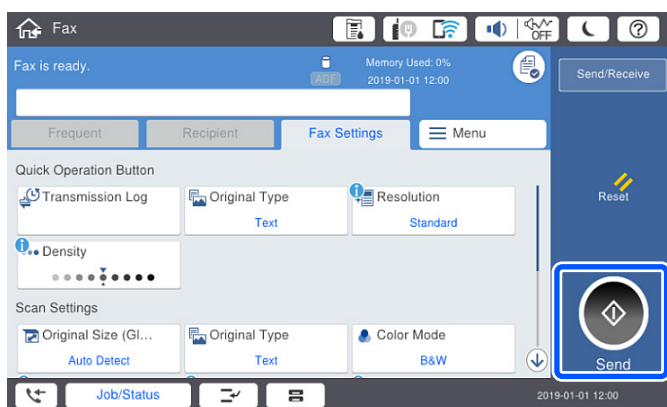 Fax
OFF
Fax is ready.
ADF
Memory Used: 0%
2019-01-01 12:00
Send/Receive
Frequent
Recipient
Fax Settings
Menu
Quick Operation Button
Transmission Log
Original Type
Text
Resolution
Standard
Reset
Density
Scan Settings
Original Size (Gl...
Auto Detect
Original Type
Text
Color Mode
B&W
Send
Job/Status
2019-01-01 12:00